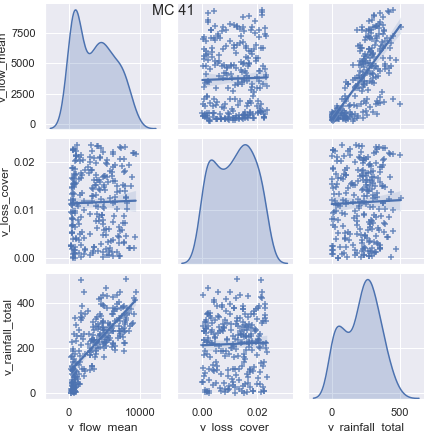 MC 41
v_flow_mean
7500
5000
2500
0
v_loss_cover
0.02
0.01
0.00
v_rainfall_total
400
200
0
0 10000
0.00 0.02
0 500
v_flow_mean
v_loss_cover
v_rainfall_total